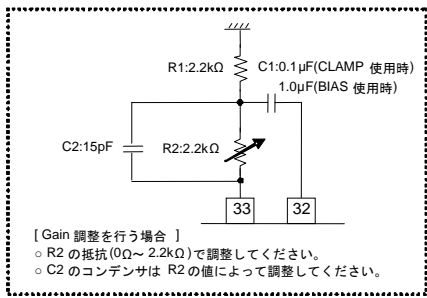 R1:2.2kΩ
C1:0.1μF(CLAMP 使用時)
1.0μF(BIAS 使用時)
C2:15pF
R2:2.2kΩ
33
32
[ Gain 調整を行う場合 ]
○ R2 の抵抗(0Ω～ 2.2kΩ)で調整してください。
○ C2 のコンデンサは R2 の値によって調整してください。